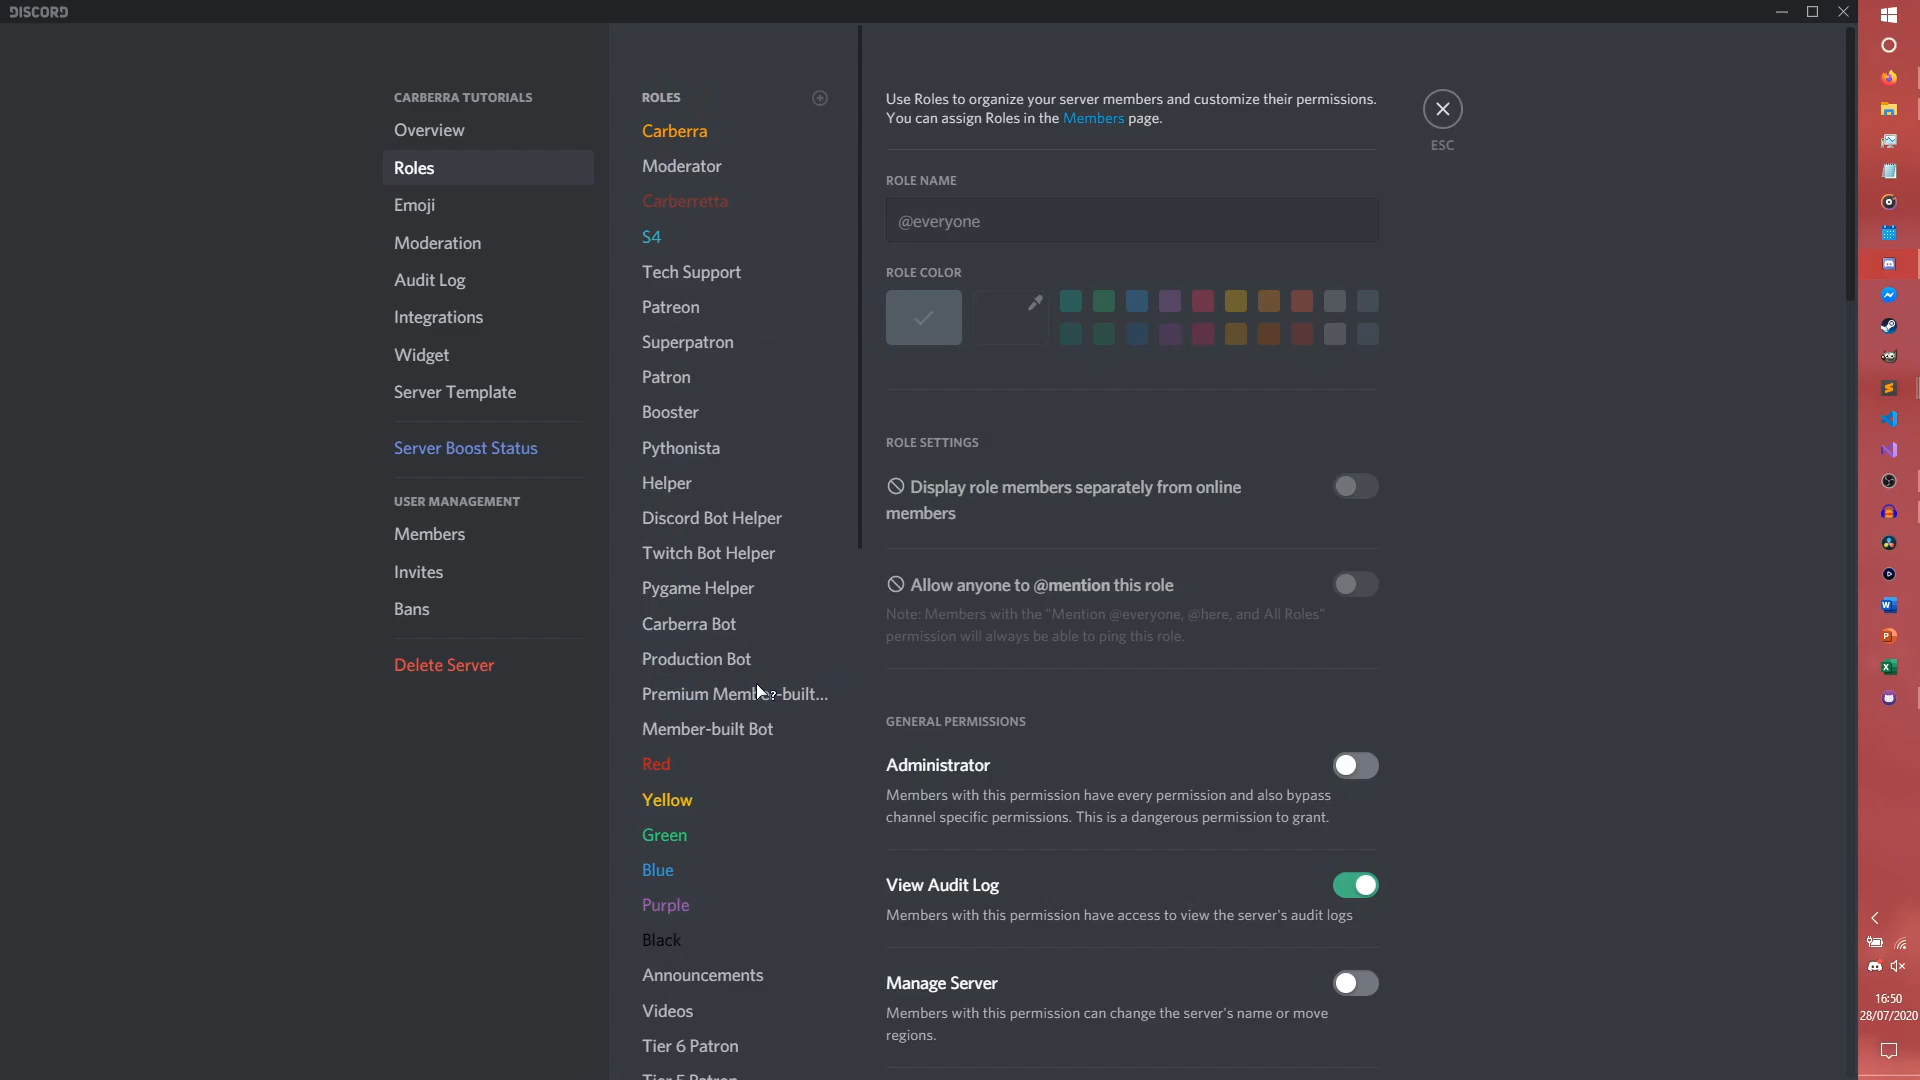 DISCORD
CARBERRA TUTORIALS
Overview
Roles
Emoji
Moderation
Audit Log
Integrations
Widget
Server Template
Server Boost Status
USER MANAGEMENT
Members
Invites
Bans
Delete Server
ROLES
Carberra
Moderator
Carberretta
S4
Tech Support
Patreon
Superpatron
Patron
Booster
Pythonista
Helper
Discord Bot Helper
Twitch Bot Helper
Pygame Helper
Carberra Bot
Production Bot
Premium Member-built...
Member-built Bot
Red
Yellow
Green
Blue
Purple
Black
Announcements
Videos
Tier 6 Patron
Tier 5 Patron
Use Roles to organize your server members and customize their permissions.
You can assign Roles in the Members page.
ESC
ROLE NAME
@everyone
ROLE COLOR
ROLE SETTINGS
Display role members separately from online
members
Allow anyone to @mention this role
Note: Members with the "Mention @everyone, @here, and All Roles"
permission will always be able to ping this role.
GENERAL PERMISSIONS
Administrator
Members with this permission have every permission and also bypass
channel specific permissions. This is a dangerous permission to grant.
View Audit Log
Members with this permission have access to view the server's audit logs
Manage Server
Members with this permission can change the server's name or move
regions.
16:50
28/07/2020